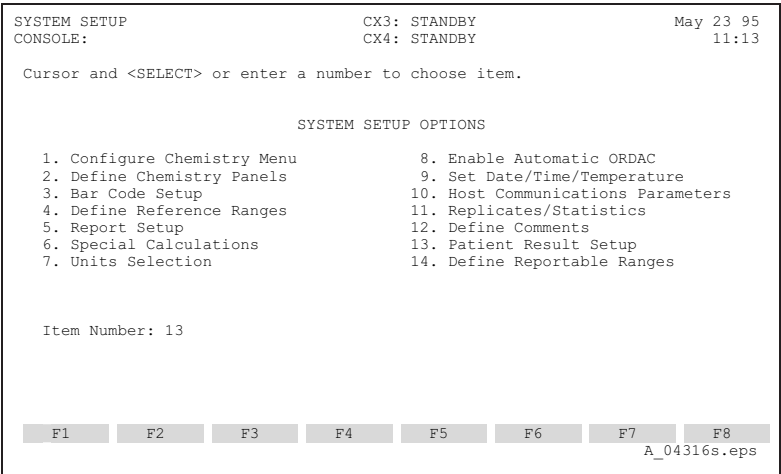 SYSTEM SETUP CX3: STANDBY May 23 95
CONSOLE: CX4: STANDBY 11:13
Cursor and <SELECT> or enter a number to choose item.
SYSTEM SETUP OPTIONS
1. Configure Chemistry Menu 8. Enable Automatic ORDAC
2. Define Chemistry Panels 9. Set Date/Time/Temperature
3. Bar Code Setup 10. Host Communications Parameters
4. Define Reference Ranges 11. Replicates/Statistics
5. Report Setup 12. Define Comments
6. Special Calculations 13. Patient Result Setup
7. Units Selection 14. Define Reportable Ranges
Item Number: 13
F1 F2 F3 F4 F5 F6 F7 F8
A_04316s.eps